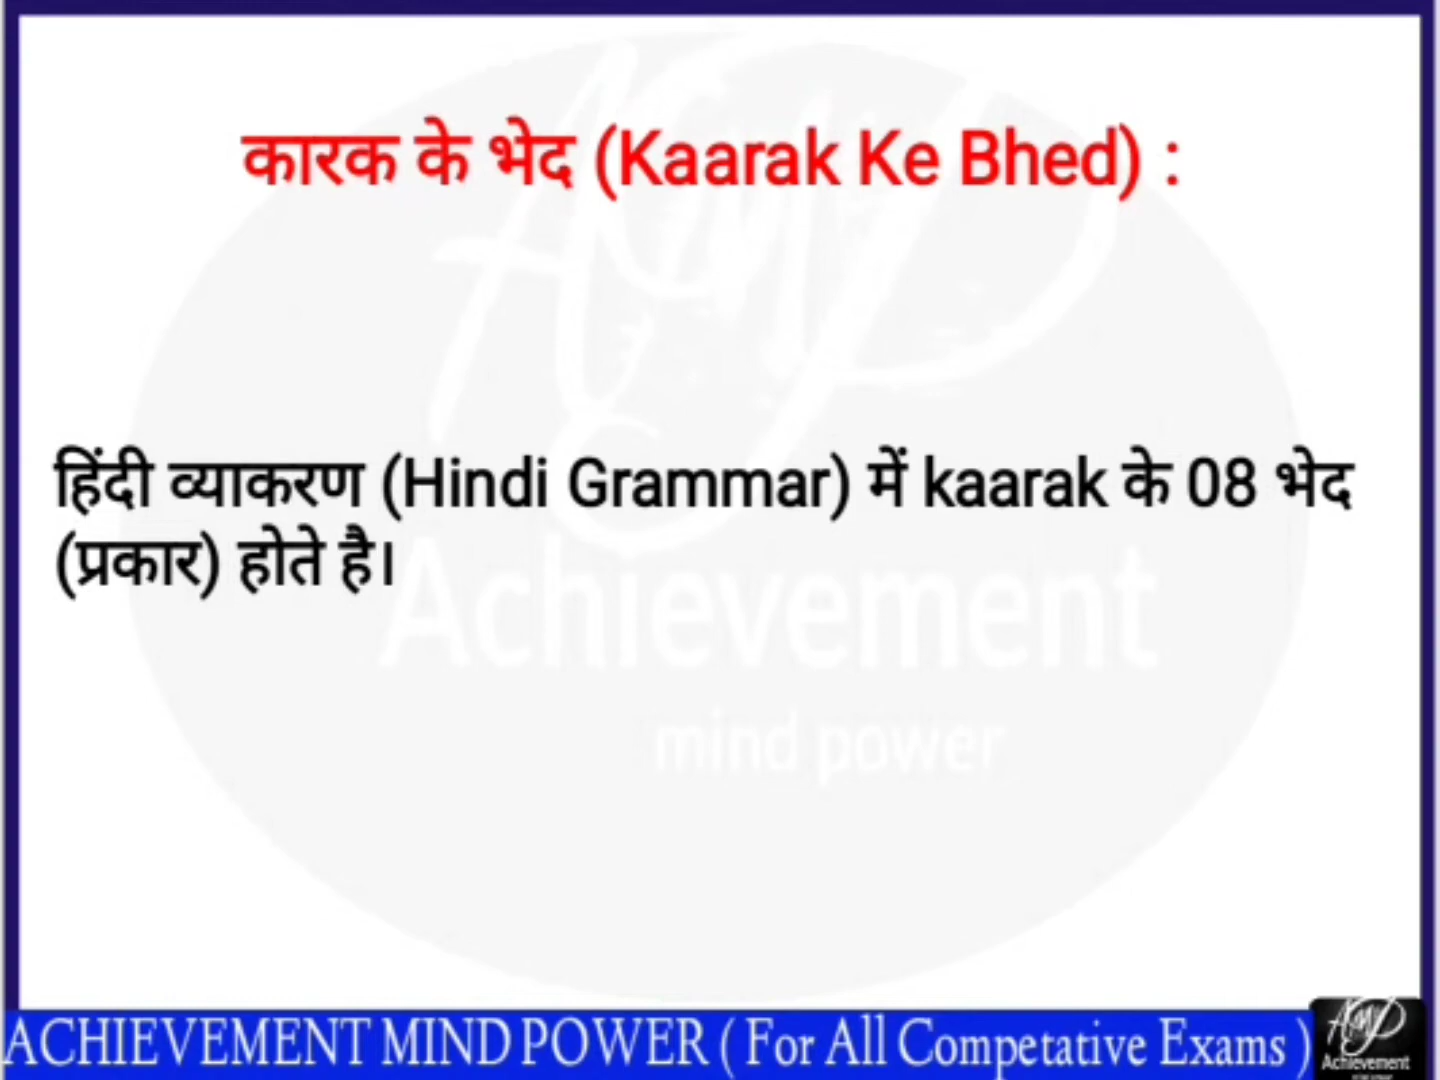 कारक के भेद (Kaarak Ke Bhed) :
हिंदी व्याकरण (Hindi Grammar) में kaarak के 08 भेद
(प्रकार) होते है।
Achievement
mind power
ACHIEVEMENT MIND POWER ( For All Competative Exams )
Achievement